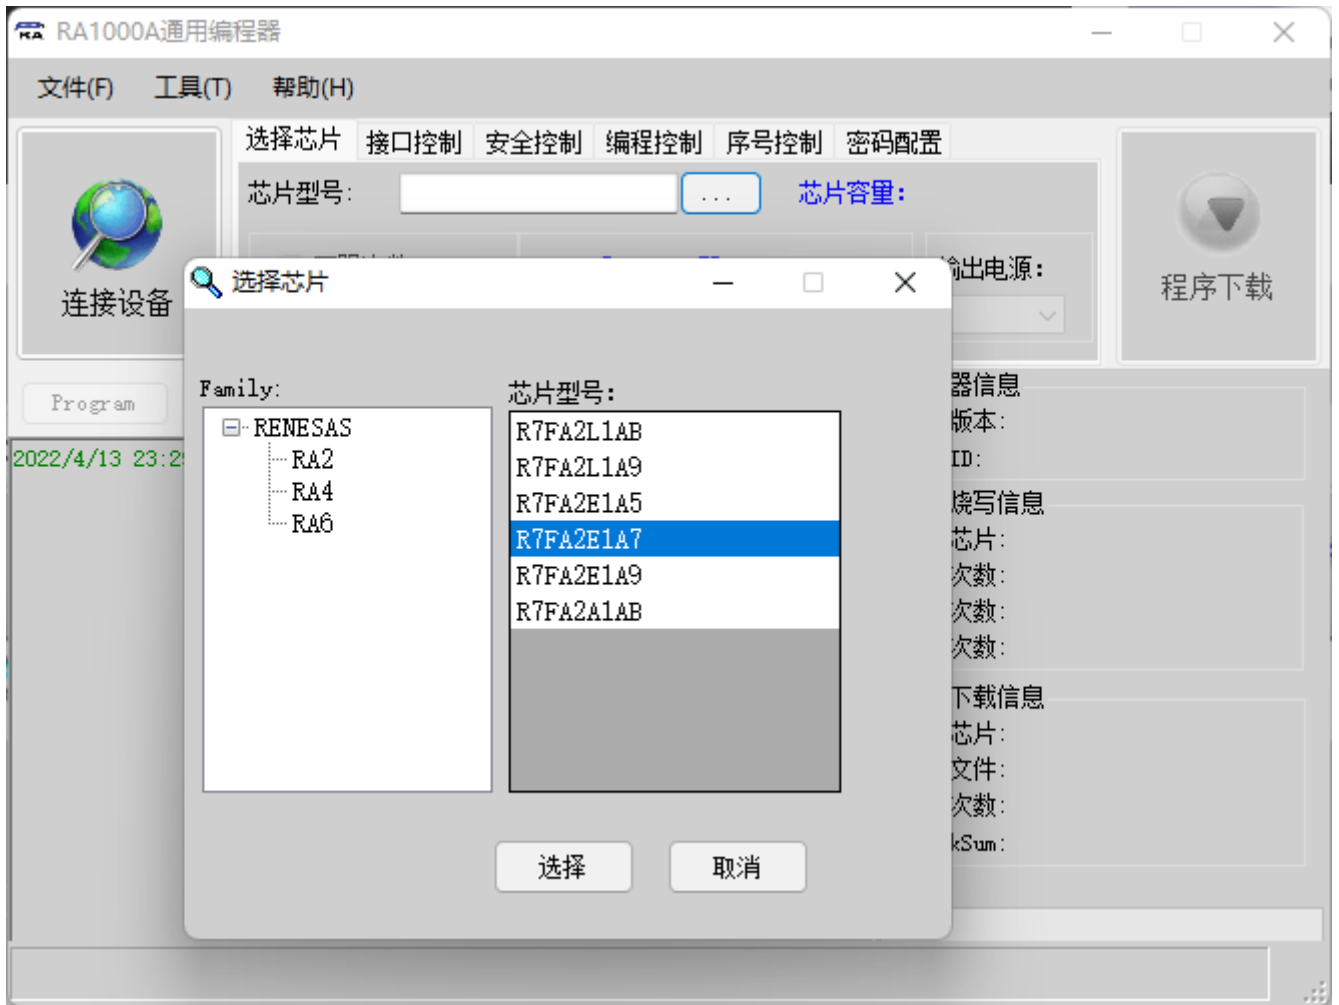 RA1000A通用编程器
文件(F) 工具(T) 帮助(H)
选择芯片 接口控制 安全控制 编程控制 序号控制 密码配置
芯片型号: ... 芯片容量:
连接设备
输出电源:
程序下载
Program
2022/4/13 23:2
选择芯片
Family:
RENESAS
RA2
RA4
RA6
芯片型号:
R7FA2L1AB
R7FA2L1A9
R7FA2E1A5
R7FA2E1A7
R7FA2E1A9
R7FA2A1AB
选择 取消
器信息
版本:
ID:
烧写信息
芯片:
次数:
次数:
次数:
下载信息
芯片:
文件:
次数:
kSum: